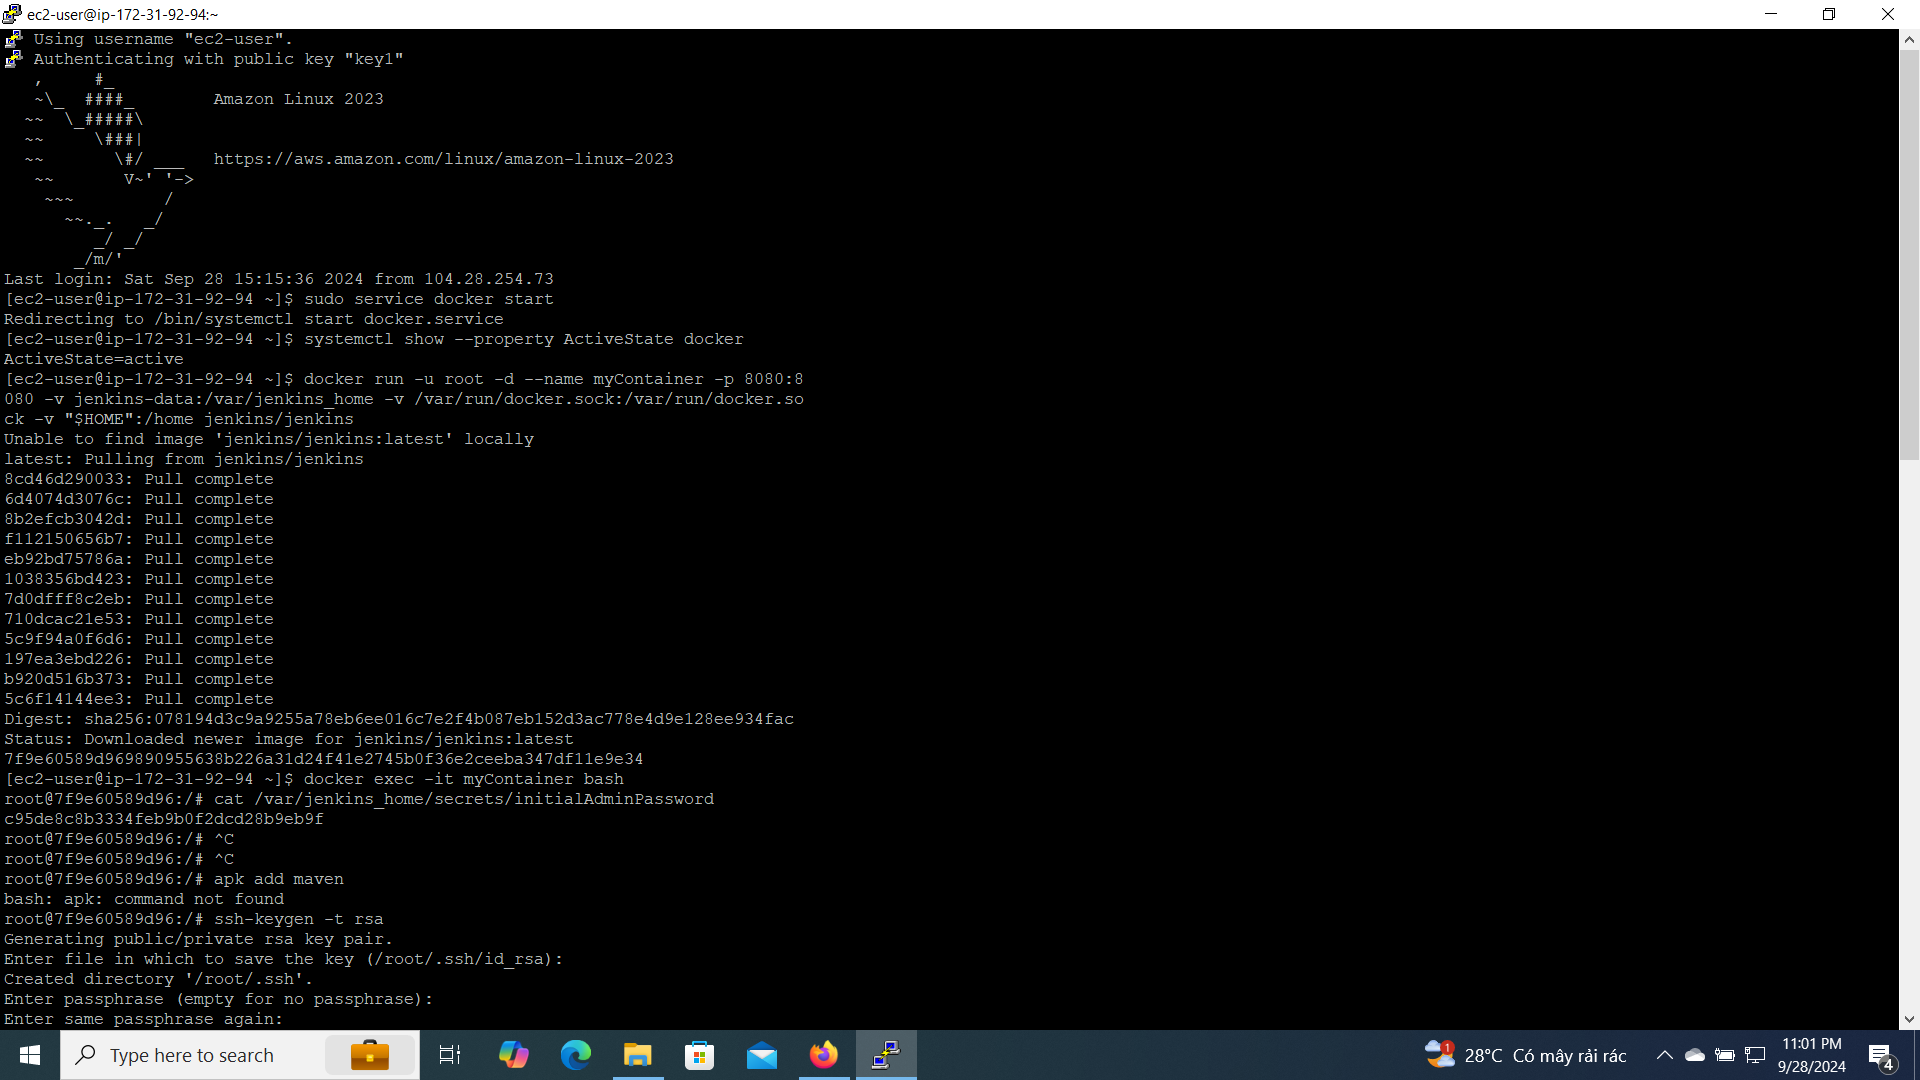 ec2-user@ip-172-31-92-94:~
Using username "ec2-user".
Authenticating with public key "key1"
   ,     #_
   ~\_  ####_        Amazon Linux 2023
  ~~  \_#####\
  ~~     \###|
  ~~       \#/ ___   https://aws.amazon.com/linux/amazon-linux-2023
   ~~       V~' '->
    ~~~         /
      ~~._.   _/
         _/ _/
       _/m/'
Last login: Sat Sep 28 15:15:36 2024 from 104.28.254.73
[ec2-user@ip-172-31-92-94 ~]$ sudo service docker start
Redirecting to /bin/systemctl start docker.service
[ec2-user@ip-172-31-92-94 ~]$ systemctl show --property ActiveState docker
ActiveState=active
[ec2-user@ip-172-31-92-94 ~]$ docker run -u root -d --name myContainer -p 8080:8
080 -v jenkins-data:/var/jenkins_home -v /var/run/docker.sock:/var/run/docker.so
ck -v "$HOME":/home jenkins/jenkins
Unable to find image 'jenkins/jenkins:latest' locally
latest: Pulling from jenkins/jenkins
8cd46d290033: Pull complete
6d4074d3076c: Pull complete
8b2efcb3042d: Pull complete
f112150656b7: Pull complete
eb92bd75786a: Pull complete
1038356bd423: Pull complete
7d0dfff8c2eb: Pull complete
710dcac21e53: Pull complete
5c9f94a0f6d6: Pull complete
197ea3ebd226: Pull complete
b920d516b373: Pull complete
5c6f14144ee3: Pull complete
Digest: sha256:078194d3c9a9255a78eb6ee016c7e2f4b087eb152d3ac778e4d9e128ee934fac
Status: Downloaded newer image for jenkins/jenkins:latest
7f9e60589d969890955638b226a31d24f41e2745b0f36e2ceeba347df11e9e34
[ec2-user@ip-172-31-92-94 ~]$ docker exec -it myContainer bash
root@7f9e60589d96:/# cat /var/jenkins_home/secrets/initialAdminPassword
c95de8c8b3334feb9b0f2dcd28b9eb9f
root@7f9e60589d96:/# ^C
root@7f9e60589d96:/# ^C
root@7f9e60589d96:/# apk add maven
bash: apk: command not found
root@7f9e60589d96:/# ssh-keygen -t rsa
Generating public/private rsa key pair.
Enter file in which to save the key (/root/.ssh/id_rsa):
Created directory '/root/.ssh'.
Enter passphrase (empty for no passphrase):
Enter same passphrase again:
Type here to search
1
28°C Có mây rải rác
11:01 PM
9/28/2024
4